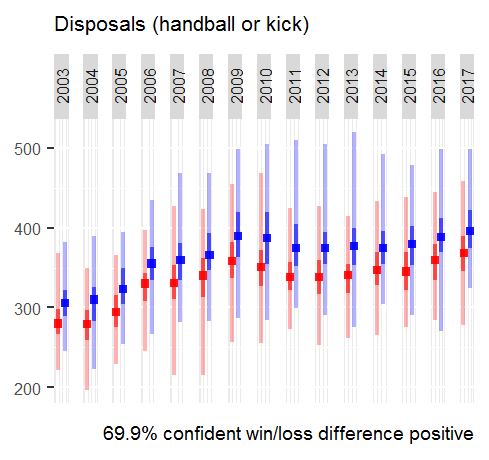 Disposals (handball or kick)
2003 2004 2005 2006 2007 2008 2009 2010 2011 2012 2013 2014 2015 2016 2017
500
400
300
200
69.9% confident win/loss difference positive